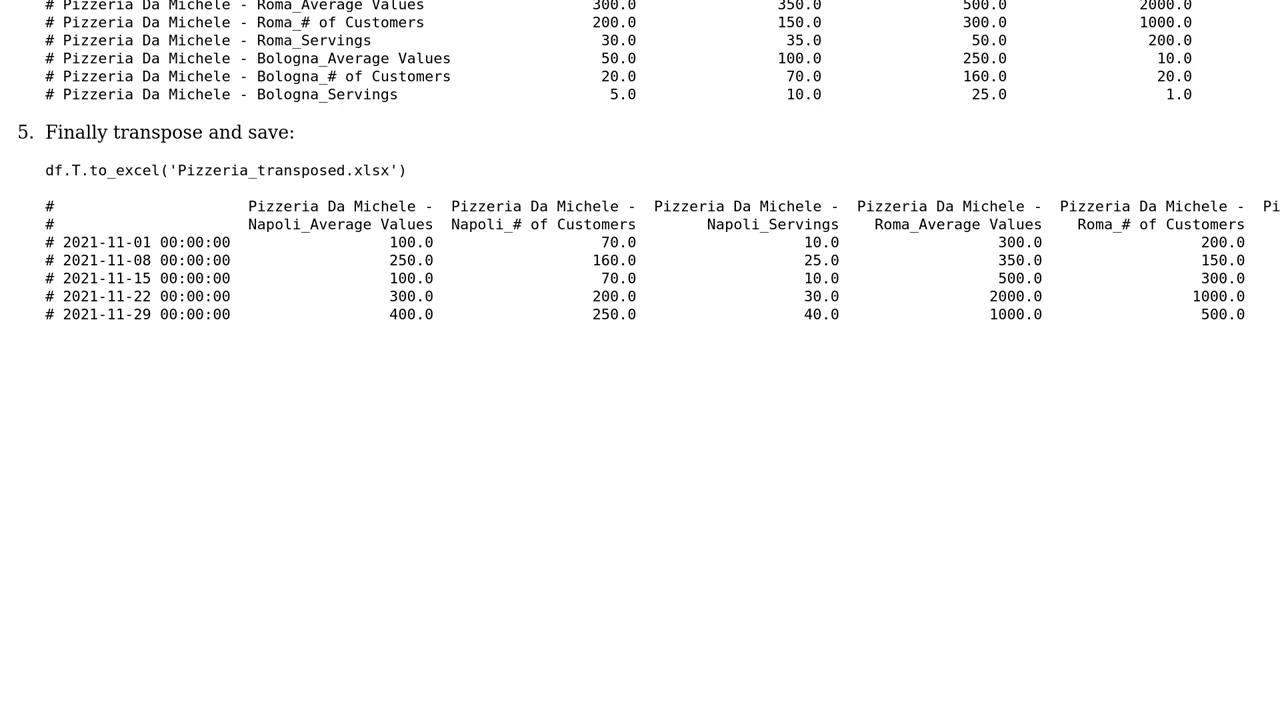 # Pizzeria Da Michele - Roma_Average Values 300.0 350.0 500.0 2000.0
# Pizzeria Da Michele - Roma_# of Customers 200.0 150.0 300.0 1000.0
# Pizzeria Da Michele - Roma_Servings 30.0 35.0 50.0 200.0
# Pizzeria Da Michele - Bologna_Average Values 50.0 100.0 250.0 10.0
# Pizzeria Da Michele - Bologna_# of Customers 20.0 70.0 160.0 20.0
# Pizzeria Da Michele - Bologna_Servings 5.0 10.0 25.0 1.0
5. Finally transpose and save:
df.T.to_excel('Pizzeria_transposed.xlsx')
# Pizzeria Da Michele - Pizzeria Da Michele - Pizzeria Da Michele - Pizzeria Da Michele - Pizzeria Da Michele - Pi
# Napoli_Average Values Napoli_# of Customers Napoli_Servings Roma_Average Values Roma_# of Customers
# 2021-11-01 00:00:00 100.0 70.0 10.0 300.0 200.0
# 2021-11-08 00:00:00 250.0 160.0 25.0 350.0 150.0
# 2021-11-15 00:00:00 100.0 70.0 10.0 500.0 300.0
# 2021-11-22 00:00:00 300.0 200.0 30.0 2000.0 1000.0
# 2021-11-29 00:00:00 400.0 250.0 40.0 1000.0 500.0